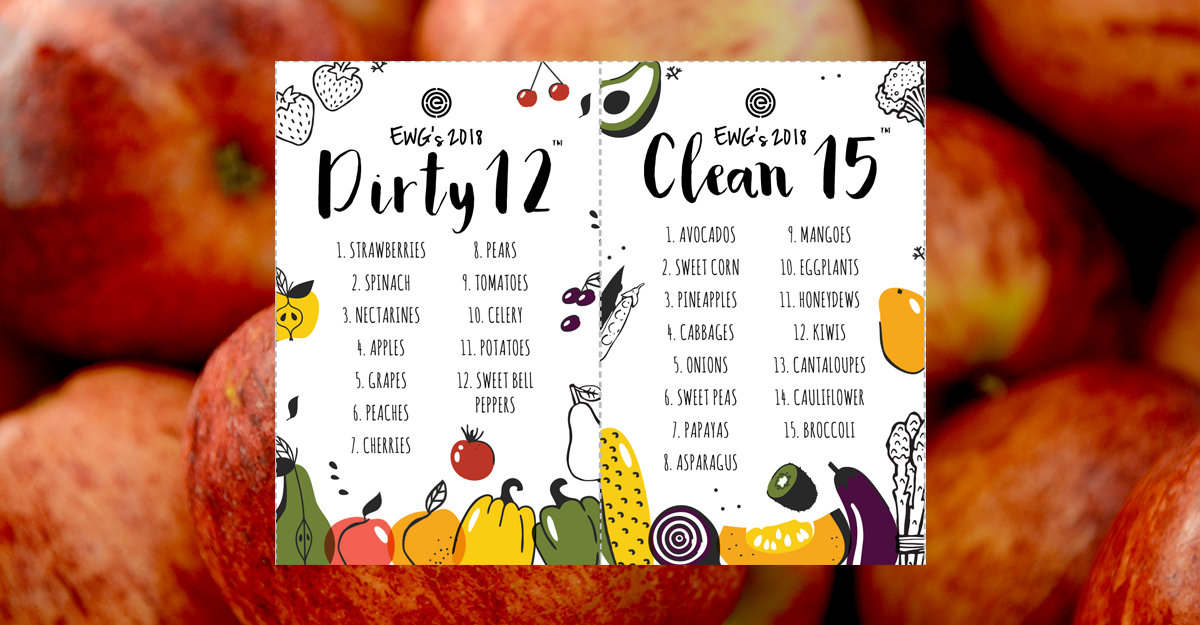 EWG's 2018
Dirty 12™
1. STRAWBERRIES
2. SPINACH
3. NECTARINES
4. APPLES
5. GRAPES
6. PEACHES
7. CHERRIES
8. PEARS
9. TOMATOES
10. CELERY
11. POTATOES
12. SWEET BELL
PEPPERS
EWG's 2018
Clean 15™
1. AVOCADOS
2. SWEET CORN
3. PINEAPPLES
4. CABBAGES
5. ONIONS
6. SWEET PEAS
7. PAPAYAS
8. ASPARAGUS
9. MANGOES
10. EGGPLANTS
11. HONEYDEWS
12. KIWIS
13. CANTALOUPES
14. CAULIFLOWER
15. BROCCOLI